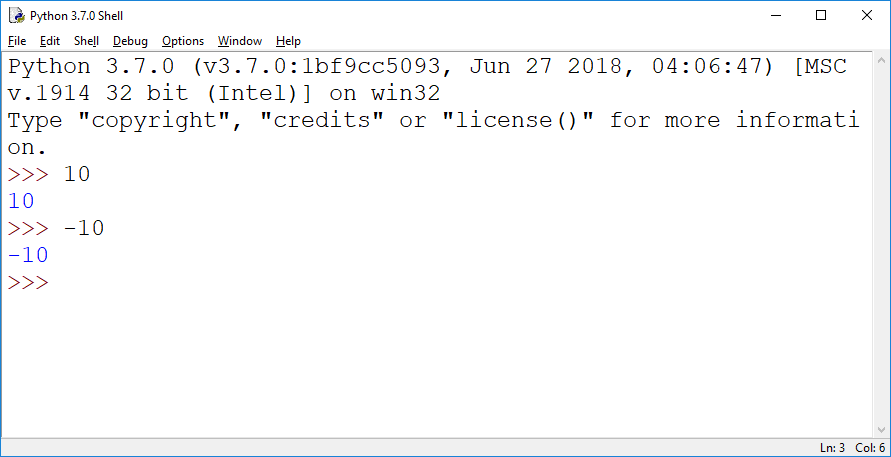 Python 3.7.0 Shell
File Edit Shell Debug Options Window Help
Python 3.7.0 (v3.7.0:1bf9cc5093, Jun 27 2018, 04:06:47) [MSC
v.1914 32 bit (Intel)] on win32
Type "copyright", "credits" or "license()" for more informati
on.
>>> 10
10
>>> -10
-10
>>>
Ln: 3 Col: 6